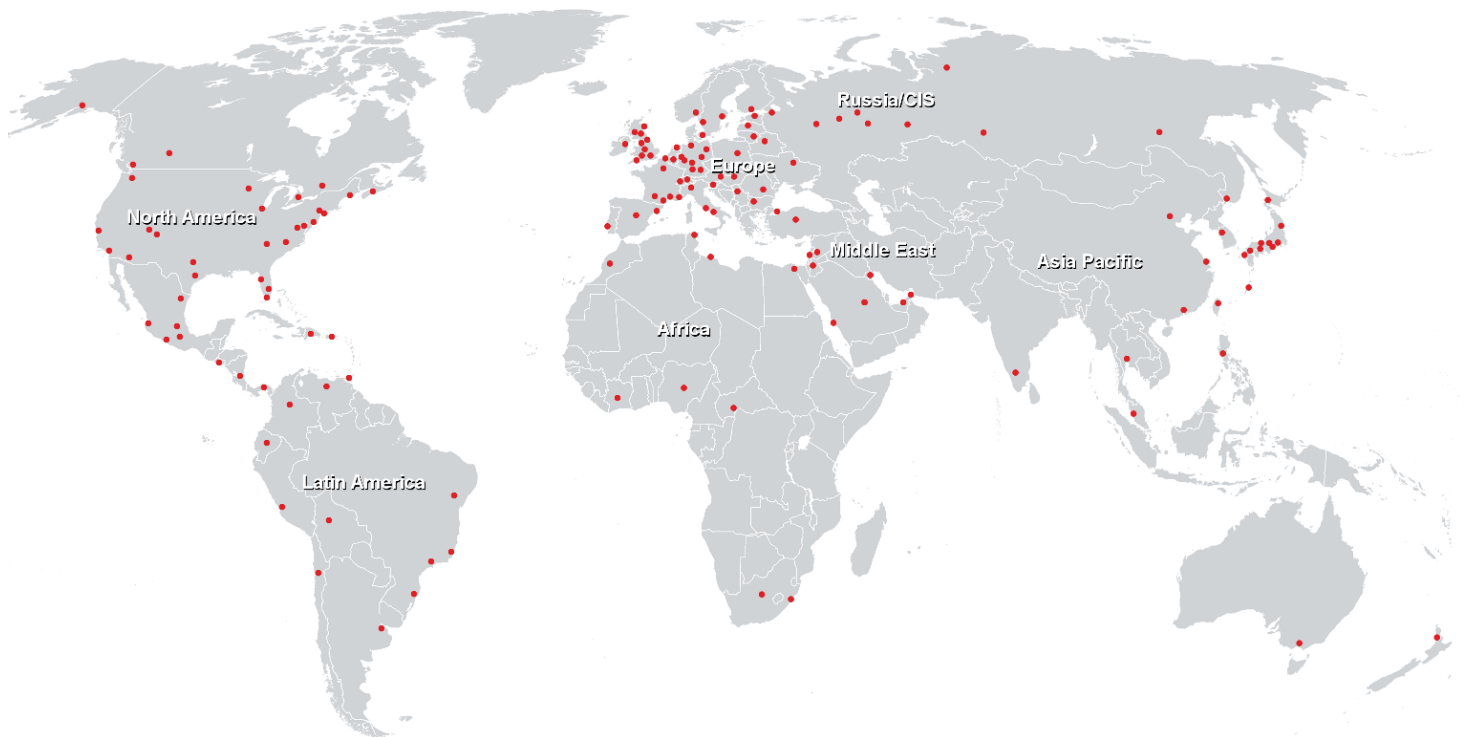 Russia/CIS
Europe
North America
Middle East
Asia Pacific
Africa
Latin America